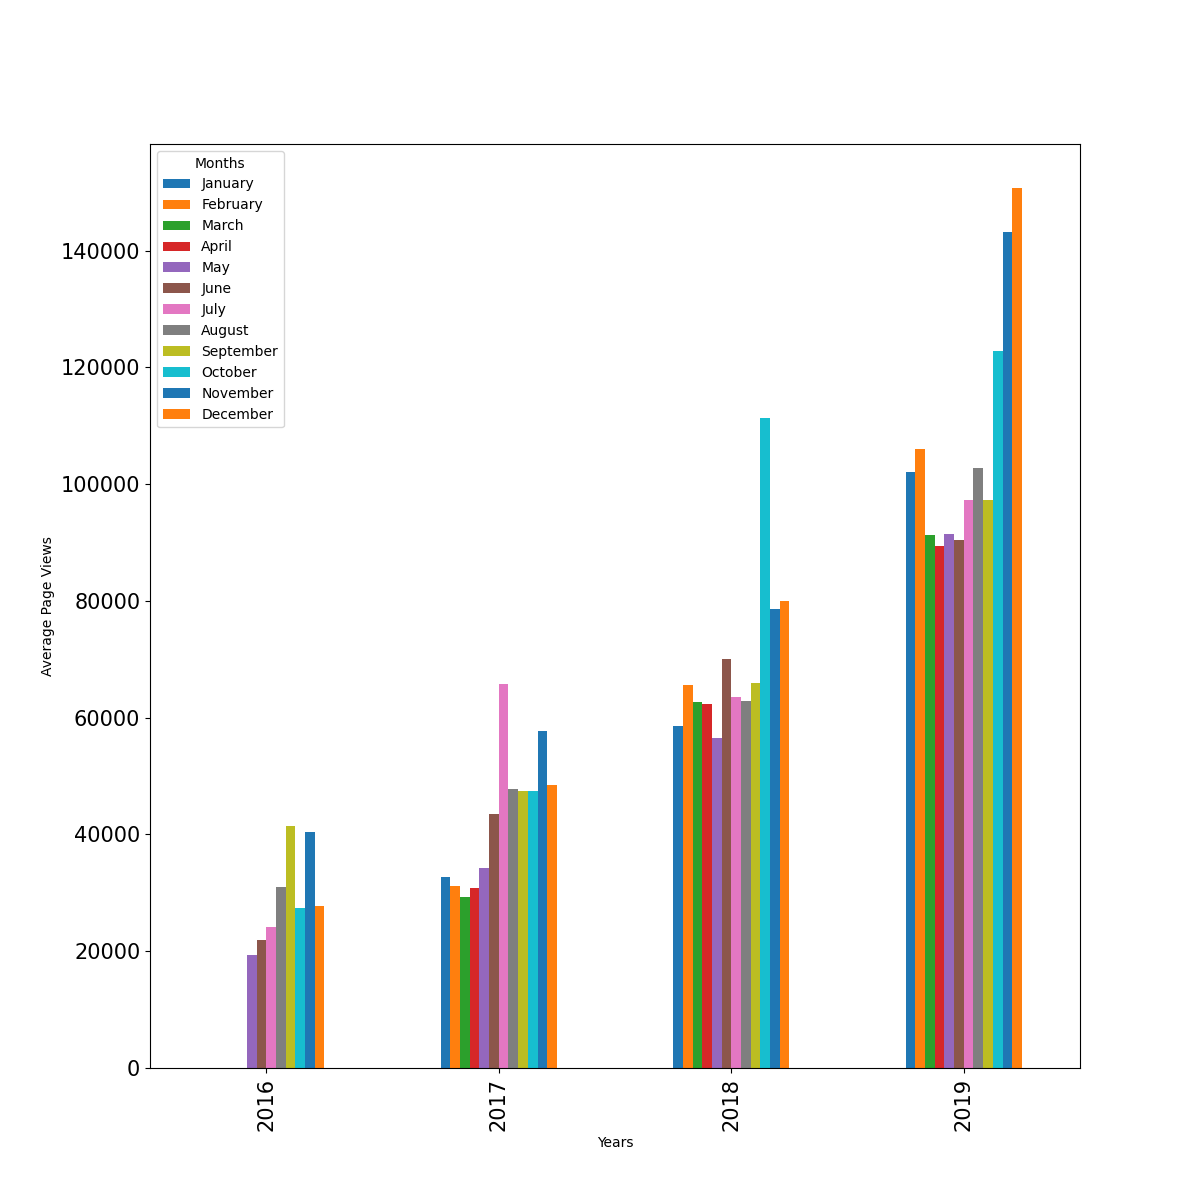 Months
January
February
March
April
May
June
July
August
September
October
November
December
140000
120000
100000
80000
60000
40000
20000
0
Average Page Views
2016
2017
2018
2019
Years